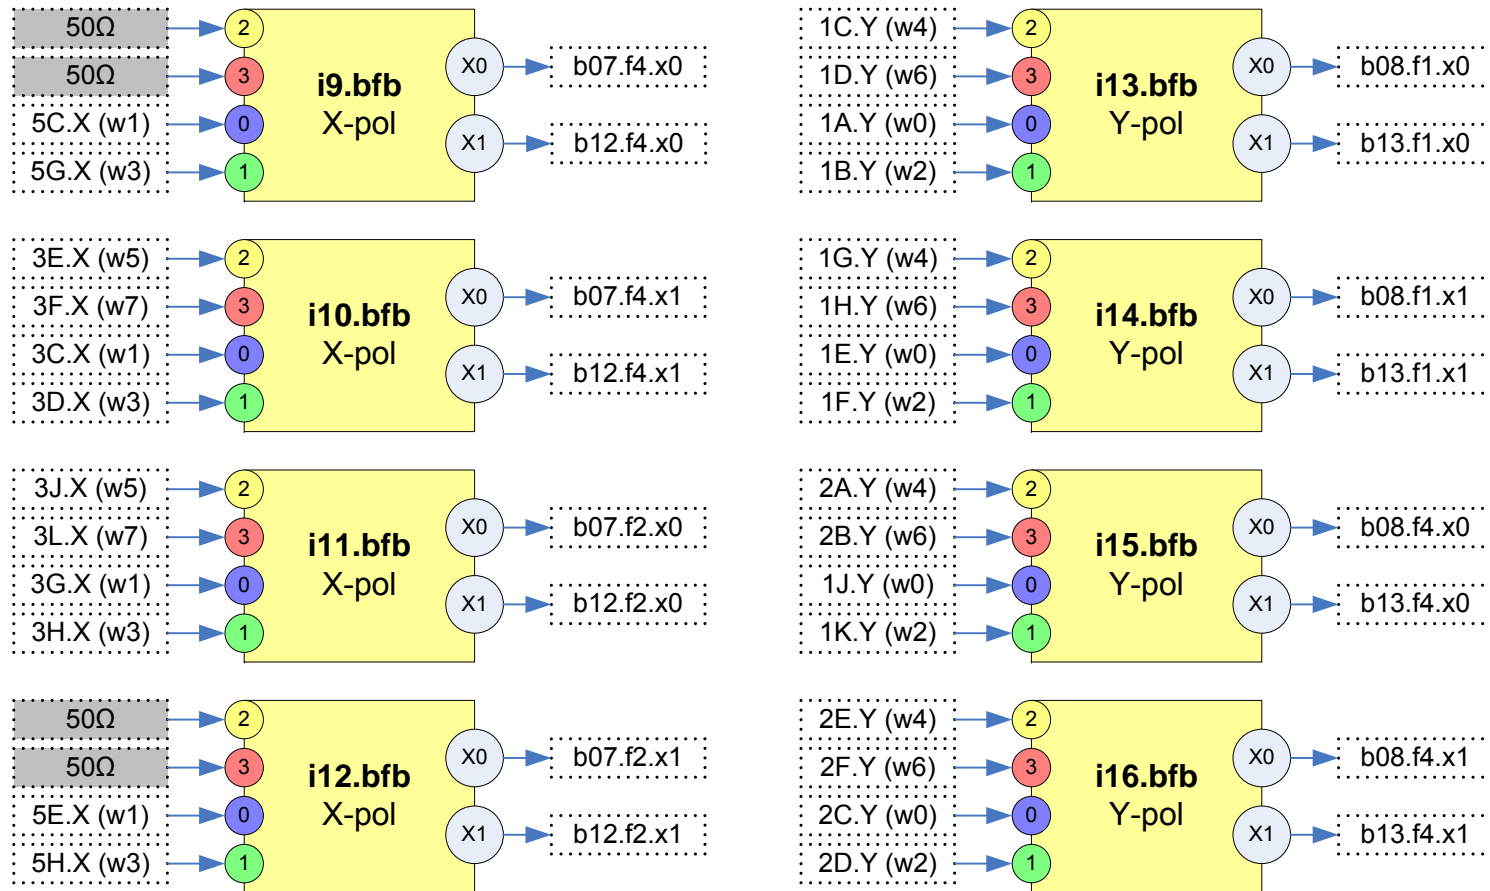 50Ω
2
50Ω
3
5C.X (w1)
0
5G.X (w3)
1
i9.bfb
X-pol
X0
b07.f4.x0
X1
b12.f4.x0
1C.Y (w4)
2
1D.Y (w6)
3
1A.Y (w0)
0
1B.Y (w2)
1
i13.bfb
Y-pol
X0
b08.f1.x0
X1
b13.f1.x0
3E.X (w5)
2
3F.X (w7)
3
3C.X (w1)
0
3D.X (w3)
1
i10.bfb
X-pol
X0
b07.f4.x1
X1
b12.f4.x1
1G.Y (w4)
2
1H.Y (w6)
3
1E.Y (w0)
0
1F.Y (w2)
1
i14.bfb
Y-pol
X0
b08.f1.x1
X1
b13.f1.x1
3J.X (w5)
2
3L.X (w7)
3
3G.X (w1)
0
3H.X (w3)
1
i11.bfb
X-pol
X0
b07.f2.x0
X1
b12.f2.x0
2A.Y (w4)
2
2B.Y (w6)
3
1J.Y (w0)
0
1K.Y (w2)
1
i15.bfb
Y-pol
X0
b08.f4.x0
X1
b13.f4.x0
50Ω
2
50Ω
3
5E.X (w1)
0
5H.X (w3)
1
i12.bfb
X-pol
X0
b07.f2.x1
X1
b12.f2.x1
2E.Y (w4)
2
2F.Y (w6)
3
2C.Y (w0)
0
2D.Y (w2)
1
i16.bfb
Y-pol
X0
b08.f4.x1
X1
b13.f4.x1